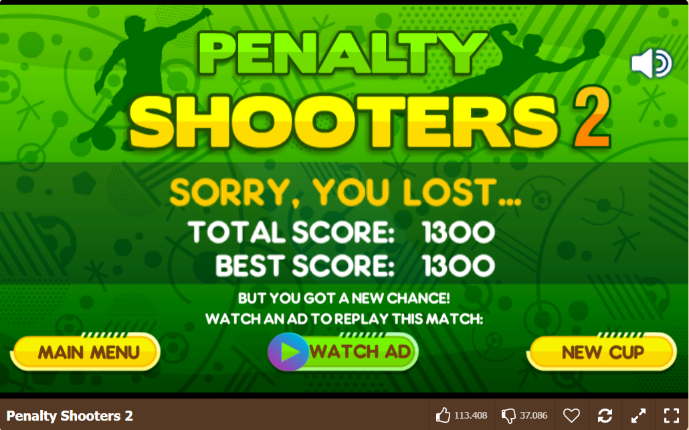 PENALTY
SHOOTERS 2
SORRY, YOU LOST...
TOTAL SCORE: 1300
BEST SCORE: 1300
BUT YOU GOT A NEW CHANCE!
WATCH AN AD TO REPLAY THIS MATCH:
MAIN MENU
WATCH AD
NEW CUP
Penalty Shooters 2
113.408
37.086